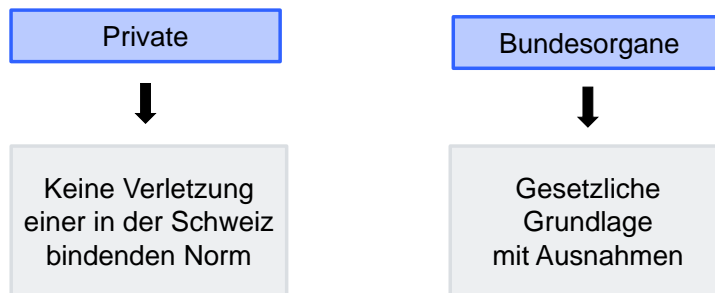 Private
Keine Verletzung
einer in der Schweiz
bindenden Norm
Bundesorgane
Gesetzliche
Grundlage
mit Ausnahmen